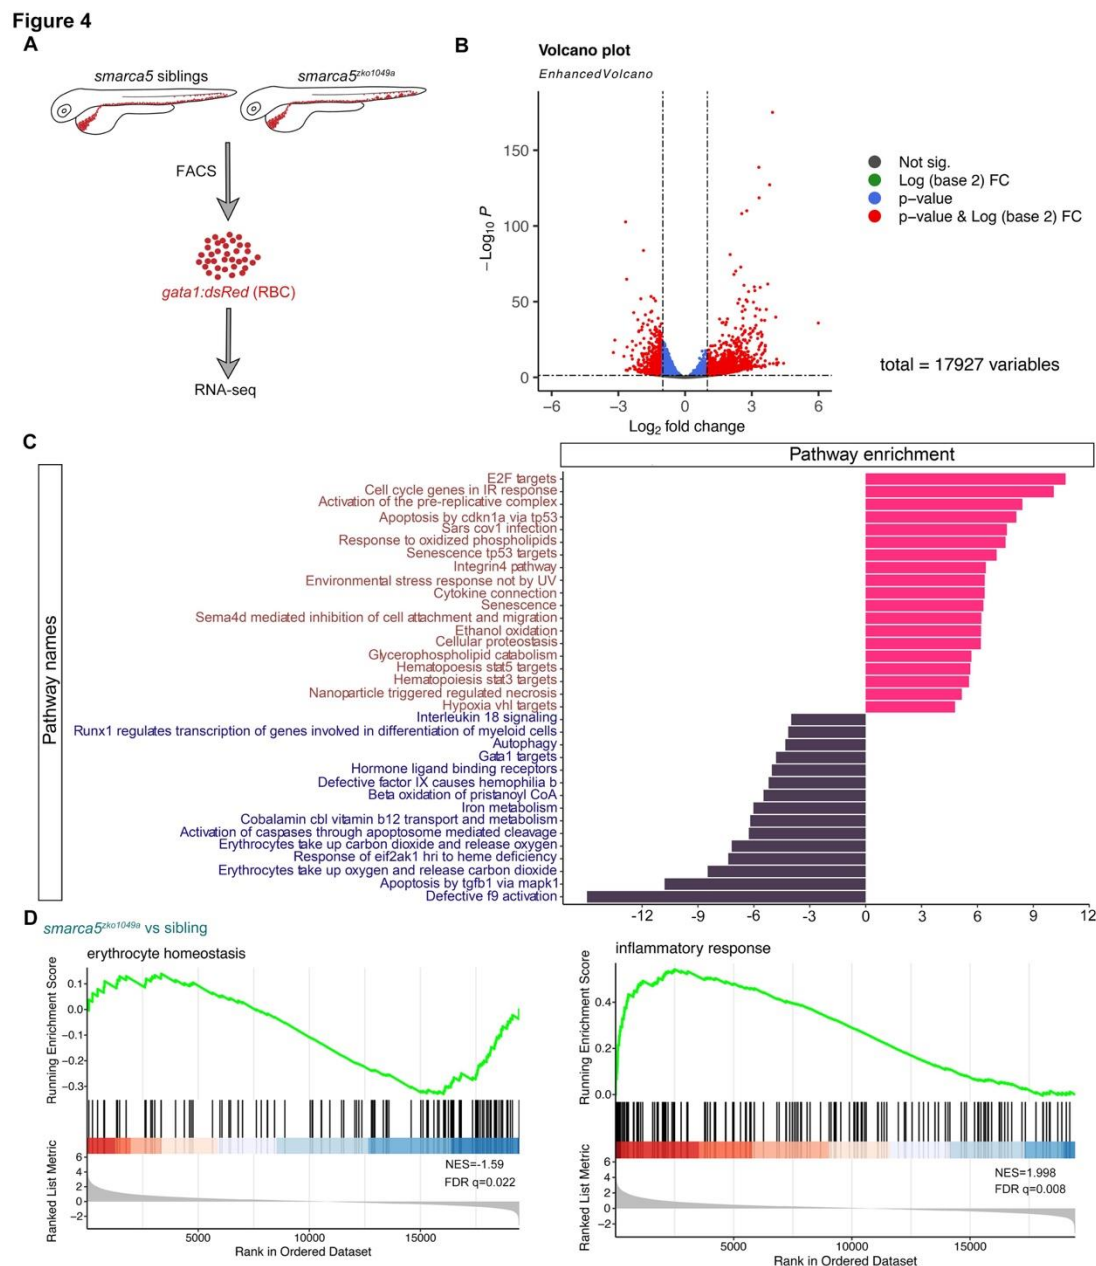 Figure 4
A
smarca5 siblings
smarca5zko1049a
FACS
gata1:dsRed (RBC)
RNA-seq
B
Volcano plot
EnhancedVolcano
−Log10 P
150
100
50
0
−6
−3
0
3
6
Log2 fold change
Not sig.
Log (base 2) FC
p-value
p-value & Log (base 2) FC
total = 17927 variables
C
Pathway enrichment
Pathway names
E2F targets
Cell cycle genes in IR response
Activation of the pre-replicative complex
Apoptosis by cdkn1a via tp53
Sars cov1 infection
Response to oxidized phospholipids
Senescence tp53 targets
Integrin4 pathway
Environmental stress response not by UV
Cytokine connection
Senescence
Sema4d mediated inhibition of cell attachment and migration
Ethanol oxidation
Cellular proteostasis
Glycerophospholipid catabolism
Hematopoesis stat5 targets
Hematopoiesis stat3 targets
Nanoparticle triggered regulated necrosis
Hypoxia vhl targets
Interleukin 18 signaling
Runx1 regulates transcription of genes involved in differentiation of myeloid cells
Autophagy
Gata1 targets
Hormone ligand binding receptors
Defective factor IX causes hemophilia b
Beta oxidation of pristanoyl CoA
Iron metabolism
Cobalamin cbl vitamin b12 transport and metabolism
Activation of caspases through apoptosome mediated cleavage
Erythrocytes take up carbon dioxide and release oxygen
Response of eif2ak1 hri to heme deficiency
Erythrocytes take up oxygen and release carbon dioxide
Apoptosis by tgfb1 via mapk1
Defective f9 activation
-12 -9 -6 -3 0 3 6 9 12
D
smarca5zko1049a vs sibling
erythrocyte homeostasis
Running Enrichment Score
0.1
0.0
−0.1
−0.2
−0.3
NES=-1.59
FDR q=0.022
Ranked List Metric
6
4
2
0
−2
5000 10000 15000
Rank in Ordered Dataset
inflammatory response
Running Enrichment Score
0.4
0.2
0.0
NES=1.998
FDR q=0.008
Ranked List Metric
6
4
2
0
−2
5000 10000 15000
Rank in Ordered Dataset